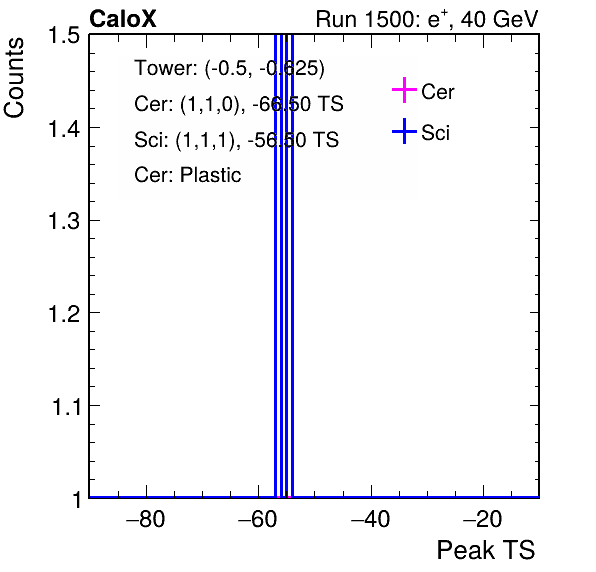 CaloX Run 1500: e⁺, 40 GeV
Counts
Tower: (-0.5, -0.625)
Cer: (1,1,0), -66.50 TS
Sci: (1,1,1), -56.50 TS
Cer: Plastic
Cer
Sci
1.5
1.4
1.3
1.2
1.1
1
−80 −60 −40 −20
Peak TS